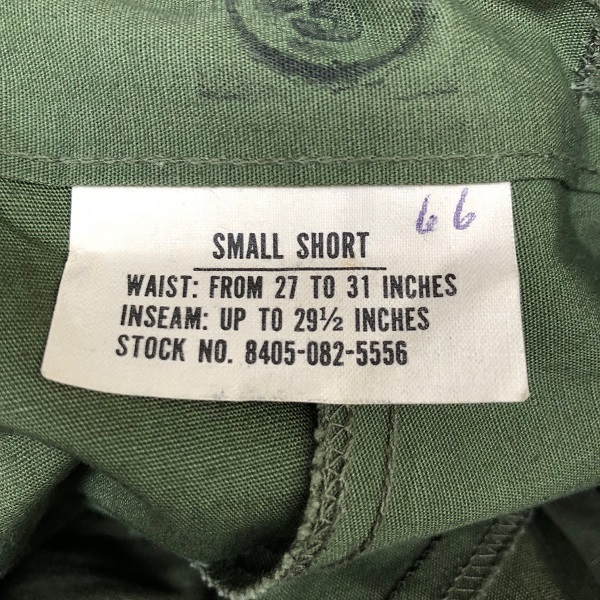 66
SMALL SHORT
WAIST: FROM 27 TO 31 INCHES
INSEAM: UP TO 29½ INCHES
STOCK NO. 8405-082-5556